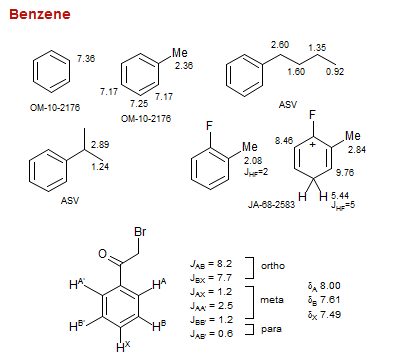 Benzene
7.36
OM-10-2176
Me
2.36
7.17
7.25
7.17
OM-10-2176
2.60
1.35
1.60
0.92
ASV
2.89
1.24
ASV
F
Me
2.08
JHF=2
F
8.46
+
Me
2.84
9.76
H H 5.44
JHF=5
JA-68-2583
Br
O
HA' HA
HB' HB
HX
JAB = 8.2
JBX = 7.7
ortho
JAX = 1.2
JAA' = 2.5
JBB' = 1.2
meta
JAB' = 0.6
para
δA 8.00
δB 7.61
δX 7.49